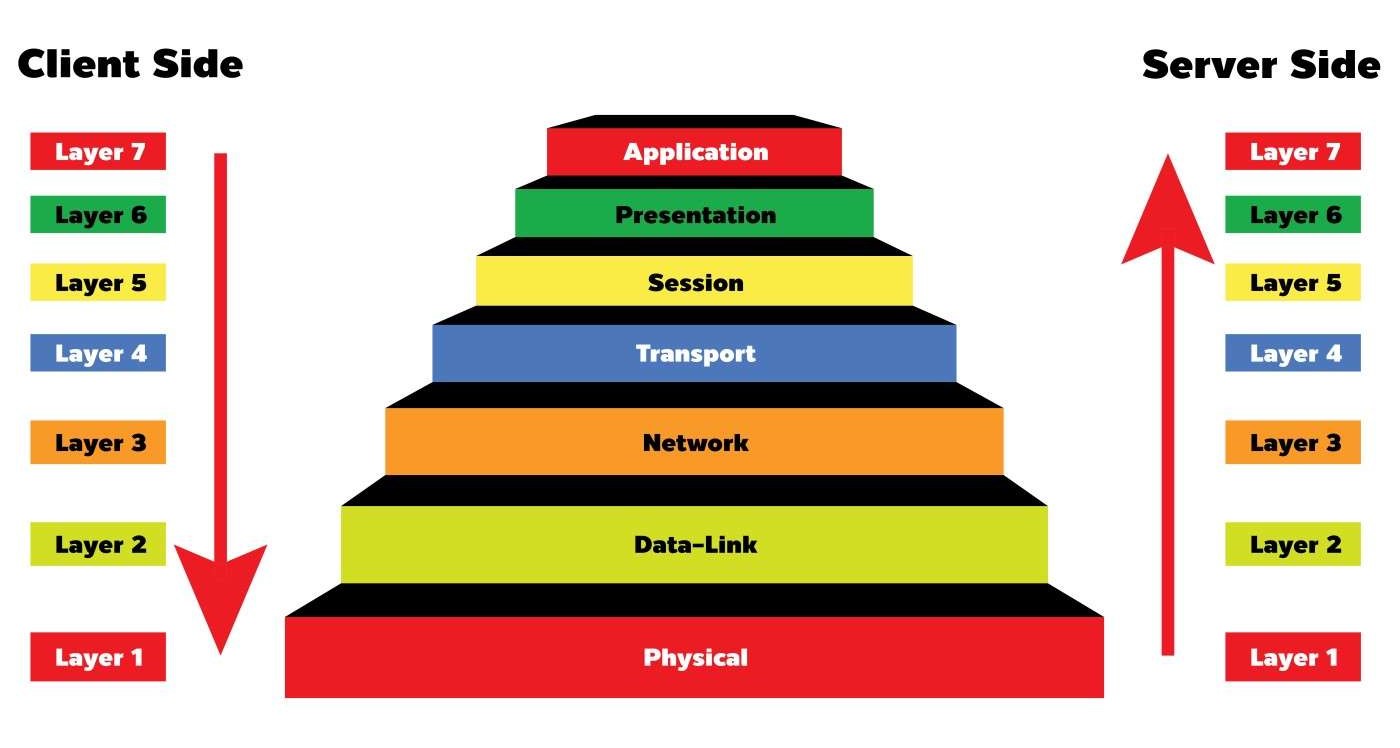 Client Side
Server Side
Layer 7
Application
Layer 7
Layer 6
Presentation
Layer 6
Layer 5
Session
Layer 5
Layer 4
Transport
Layer 4
Layer 3
Network
Layer 3
Layer 2
Data-Link
Layer 2
Layer 1
Physical
Layer 1